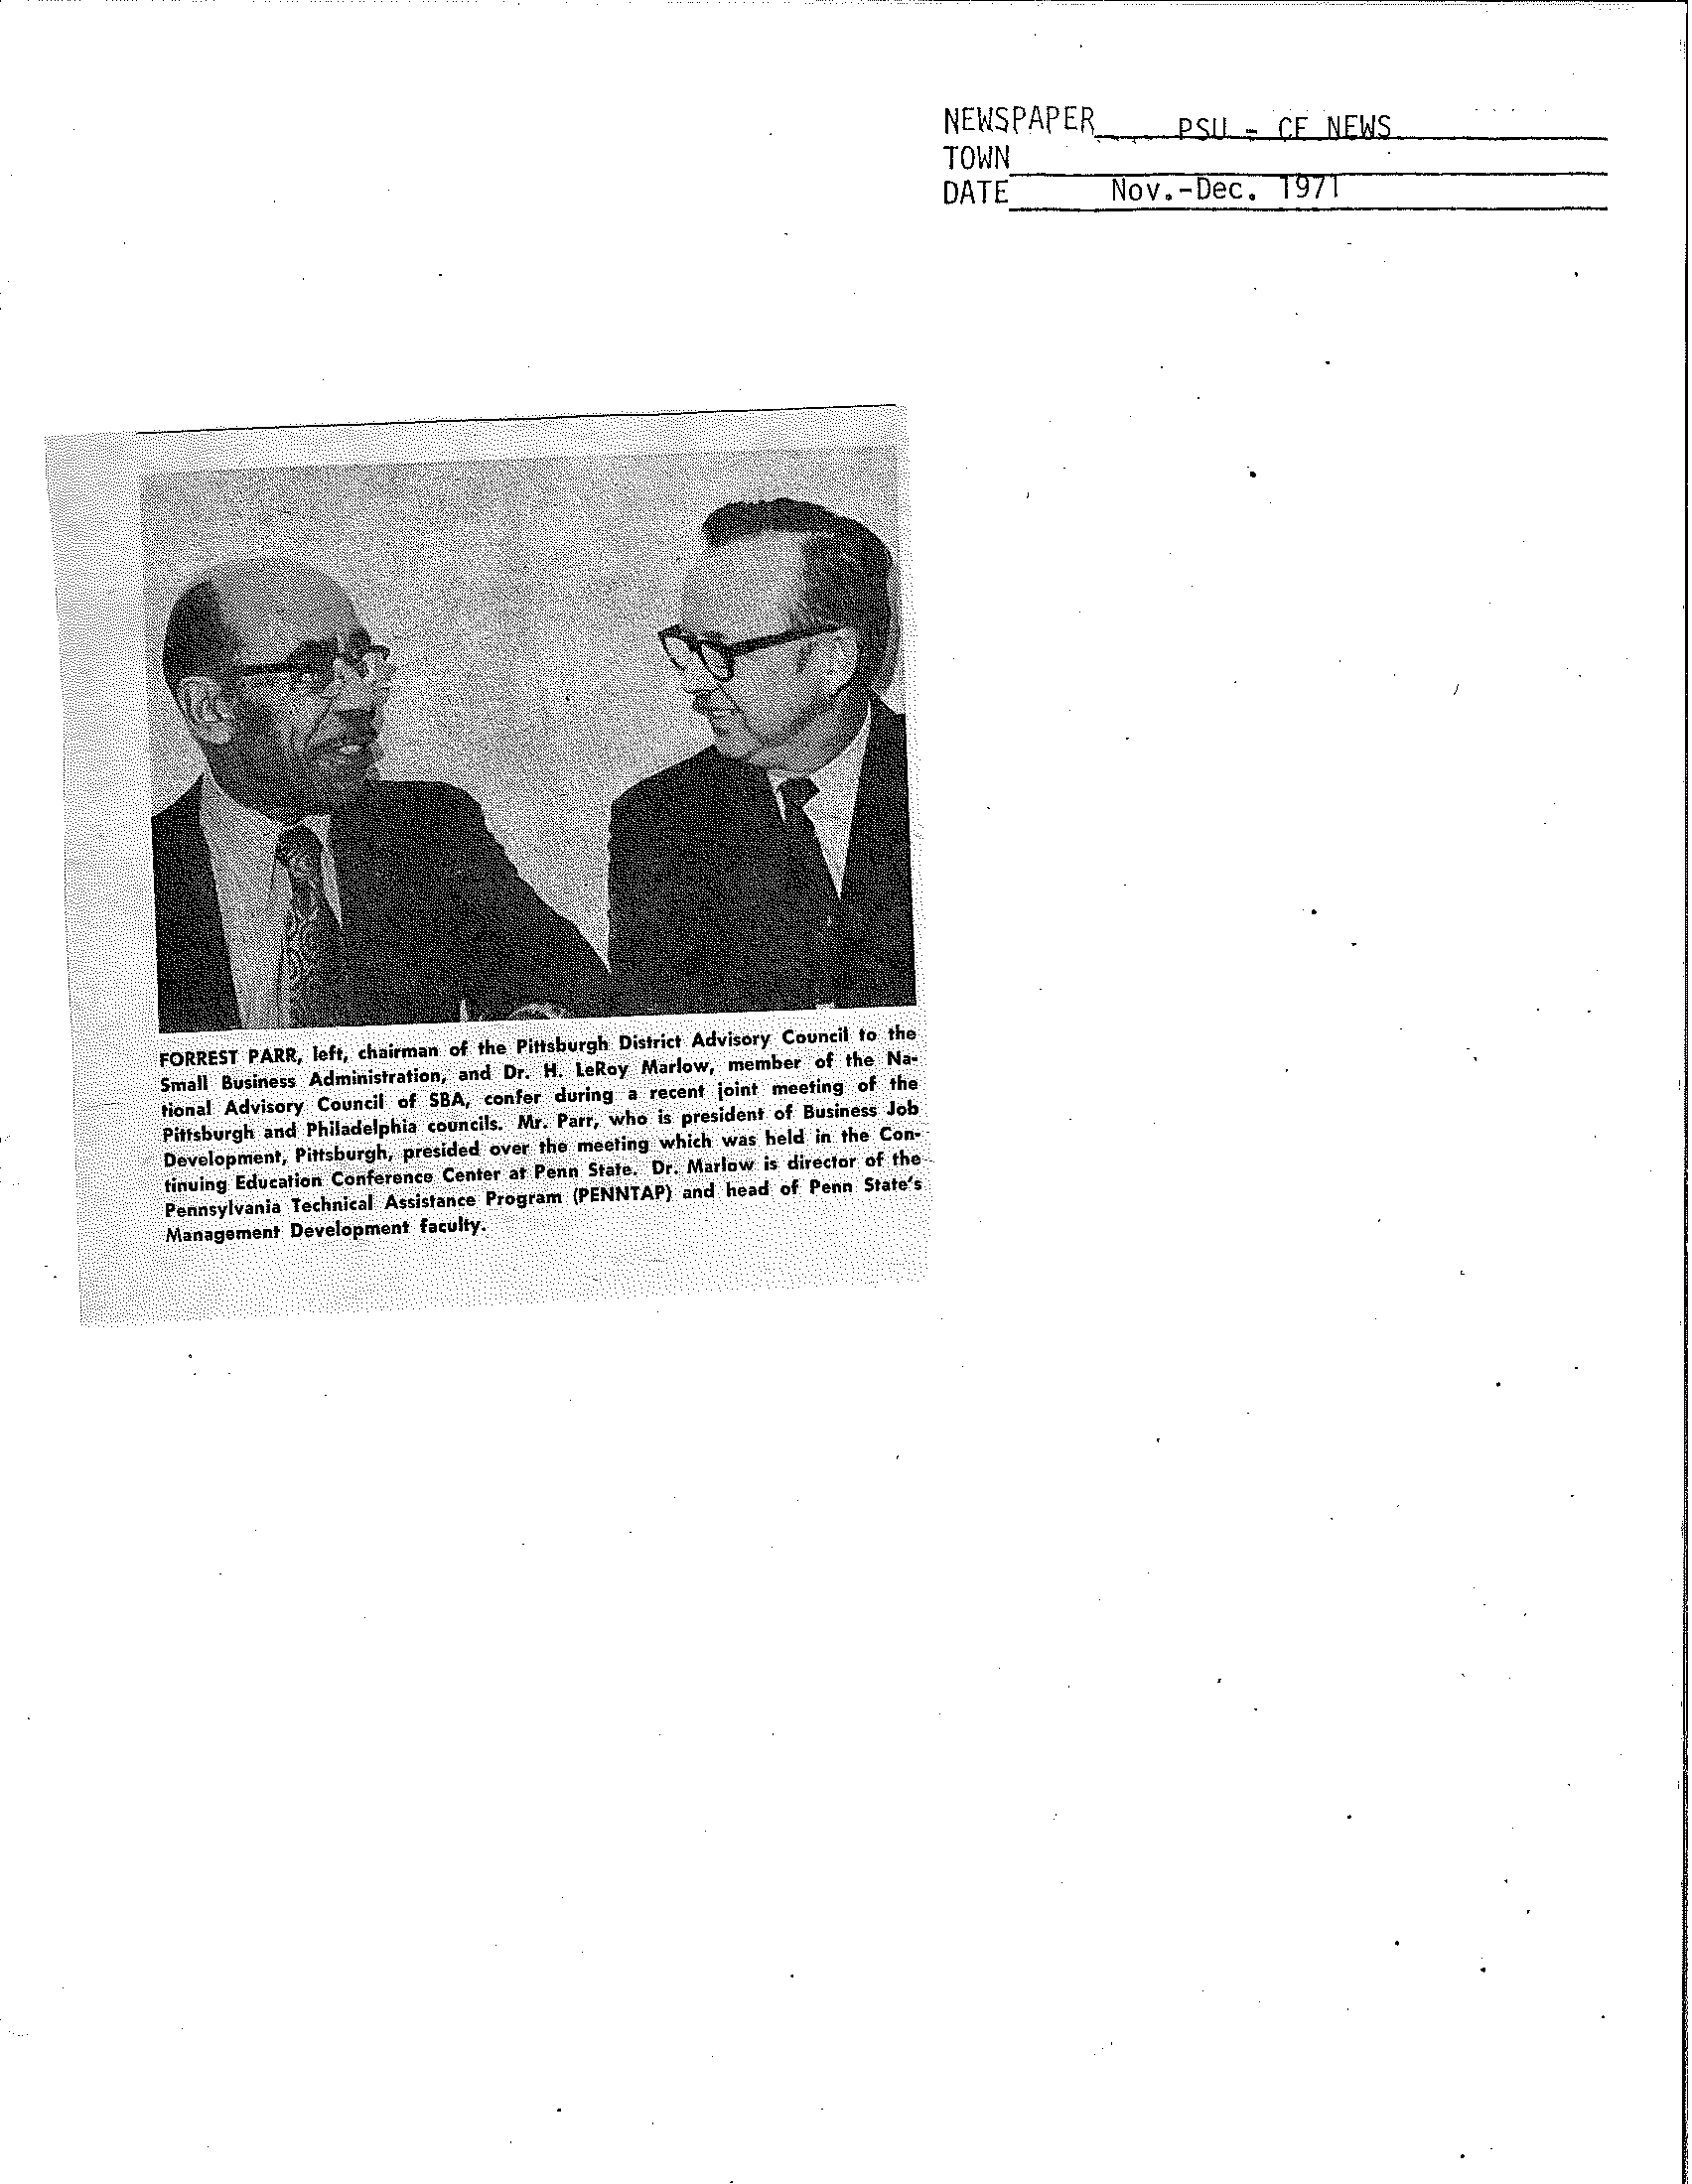 NEWSPAPER PSU - CE NEWS
TOWN
DATE Nov.-Dec. 1971
FORREST PARR, left, chairman of the Pittsburgh District Advisory Council to the
Small Business Administration, and Dr. H. LeRoy Marlow, member of the Na-
tional Advisory Council of SBA, confer during a recent joint meeting of the
Pittsburgh and Philadelphia councils. Mr. Parr, who is president of Business Job
Development, Pittsburgh, presided over the meeting which was held in the Con-
tinuing Education Conference Center at Penn State. Dr. Marlow is director of the
Pennsylvania Technical Assistance Program (PENNTAP) and head of Penn State's
Management Development faculty.